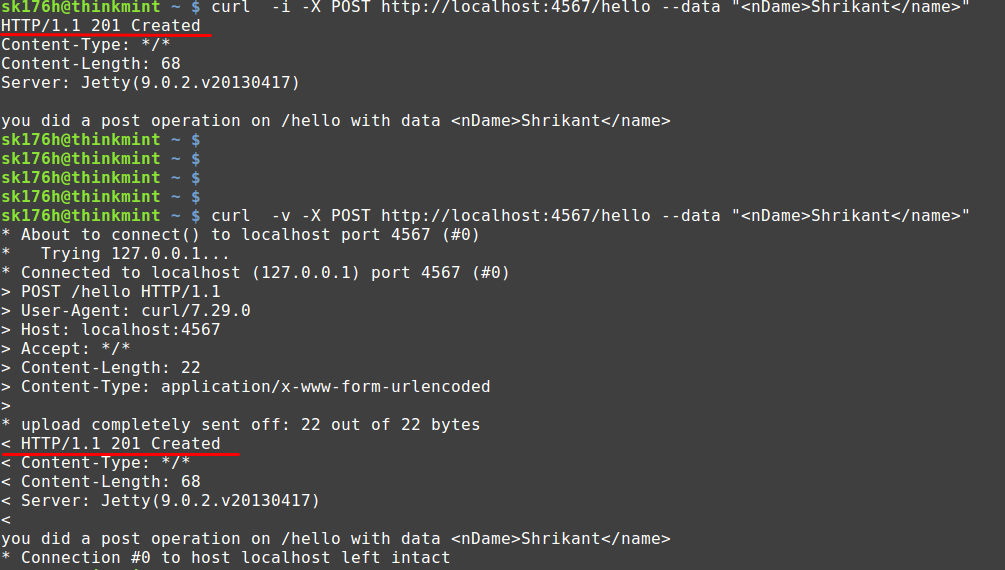 sk176h@thinkmint ~ $ curl  -i -X POST http://localhost:4567/hello --data "<nDame>Shrikant</name>"
HTTP/1.1 201 Created
Content-Type: */*
Content-Length: 68
Server: Jetty(9.0.2.v20130417)

you did a post operation on /hello with data <nDame>Shrikant</name>
sk176h@thinkmint ~ $
sk176h@thinkmint ~ $
sk176h@thinkmint ~ $
sk176h@thinkmint ~ $
sk176h@thinkmint ~ $ curl  -v -X POST http://localhost:4567/hello --data "<nDame>Shrikant</name>"
* About to connect() to localhost port 4567 (#0)
*   Trying 127.0.0.1...
* Connected to localhost (127.0.0.1) port 4567 (#0)
> POST /hello HTTP/1.1
> User-Agent: curl/7.29.0
> Host: localhost:4567
> Accept: */*
> Content-Length: 22
> Content-Type: application/x-www-form-urlencoded
>
* upload completely sent off: 22 out of 22 bytes
< HTTP/1.1 201 Created
< Content-Type: */*
< Content-Length: 68
< Server: Jetty(9.0.2.v20130417)
<
you did a post operation on /hello with data <nDame>Shrikant</name>
* Connection #0 to host localhost left intact